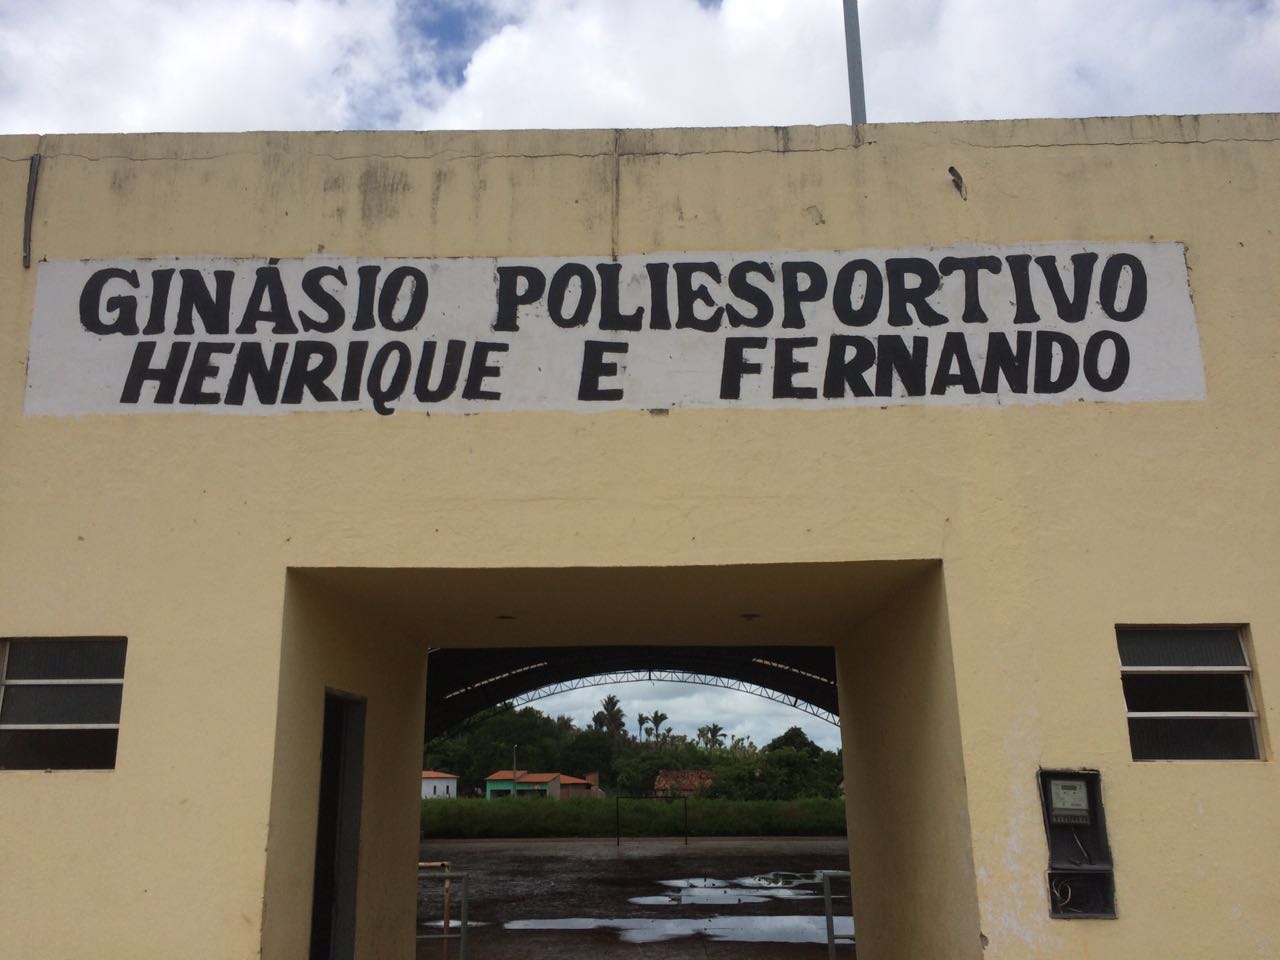 GINÁSIO POLIESPORTIVO
HENRIQUE E FERNANDO